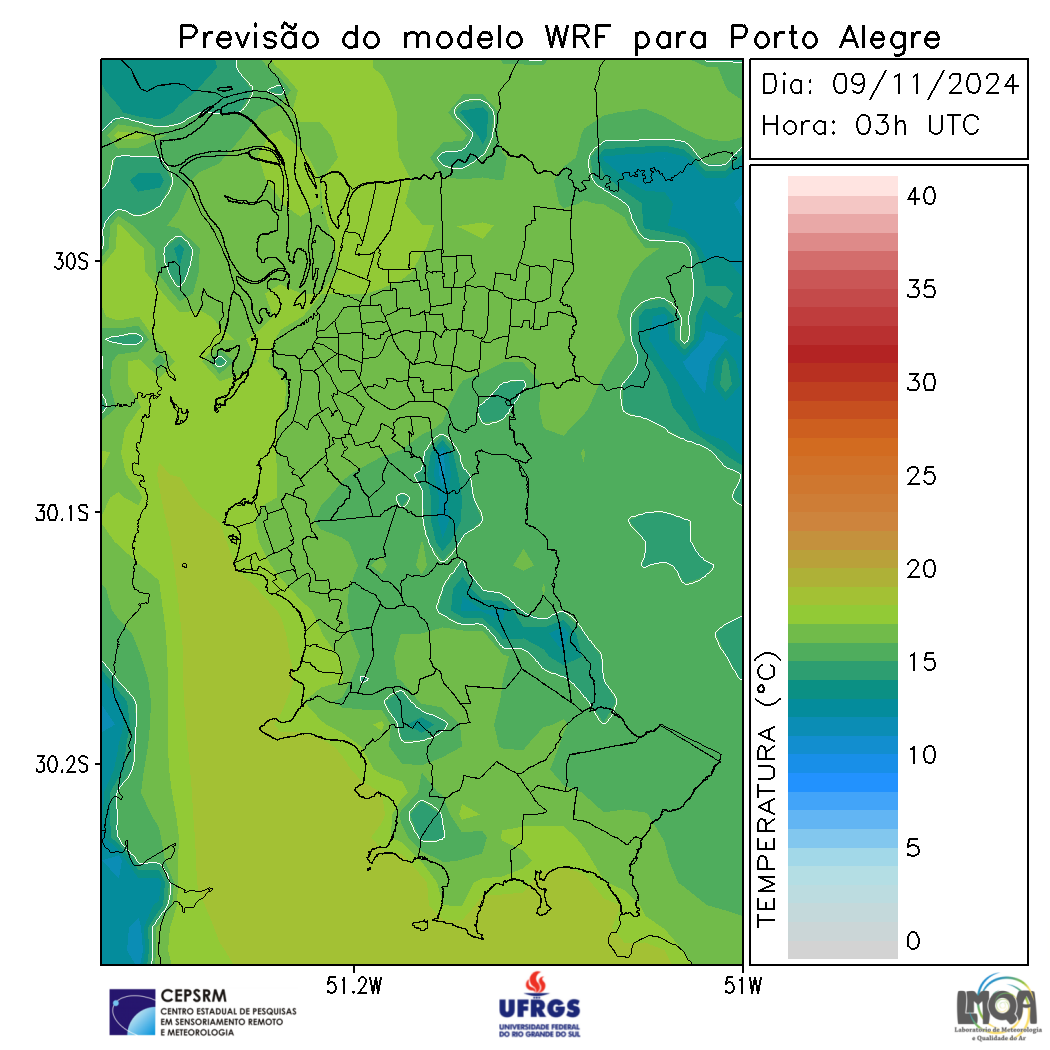 Previsão do modelo WRF para Porto Alegre
Dia: 09/11/2024
Hora: 03h UTC
40
35
30
25
20
15
10
5
0
TEMPERATURA (°C)
30S
30.1S
30.2S
51.2W
51W
CEPSRM
CENTRO ESTADUAL DE PESQUISAS
EM SENSORIAMENTO REMOTO
E METEOROLOGIA
UFRGS
UNIVERSIDADE FEDERAL
DO RIO GRANDE DO SUL
LMQA
Laboratório de Meteorologia
e Qualidade do Ar